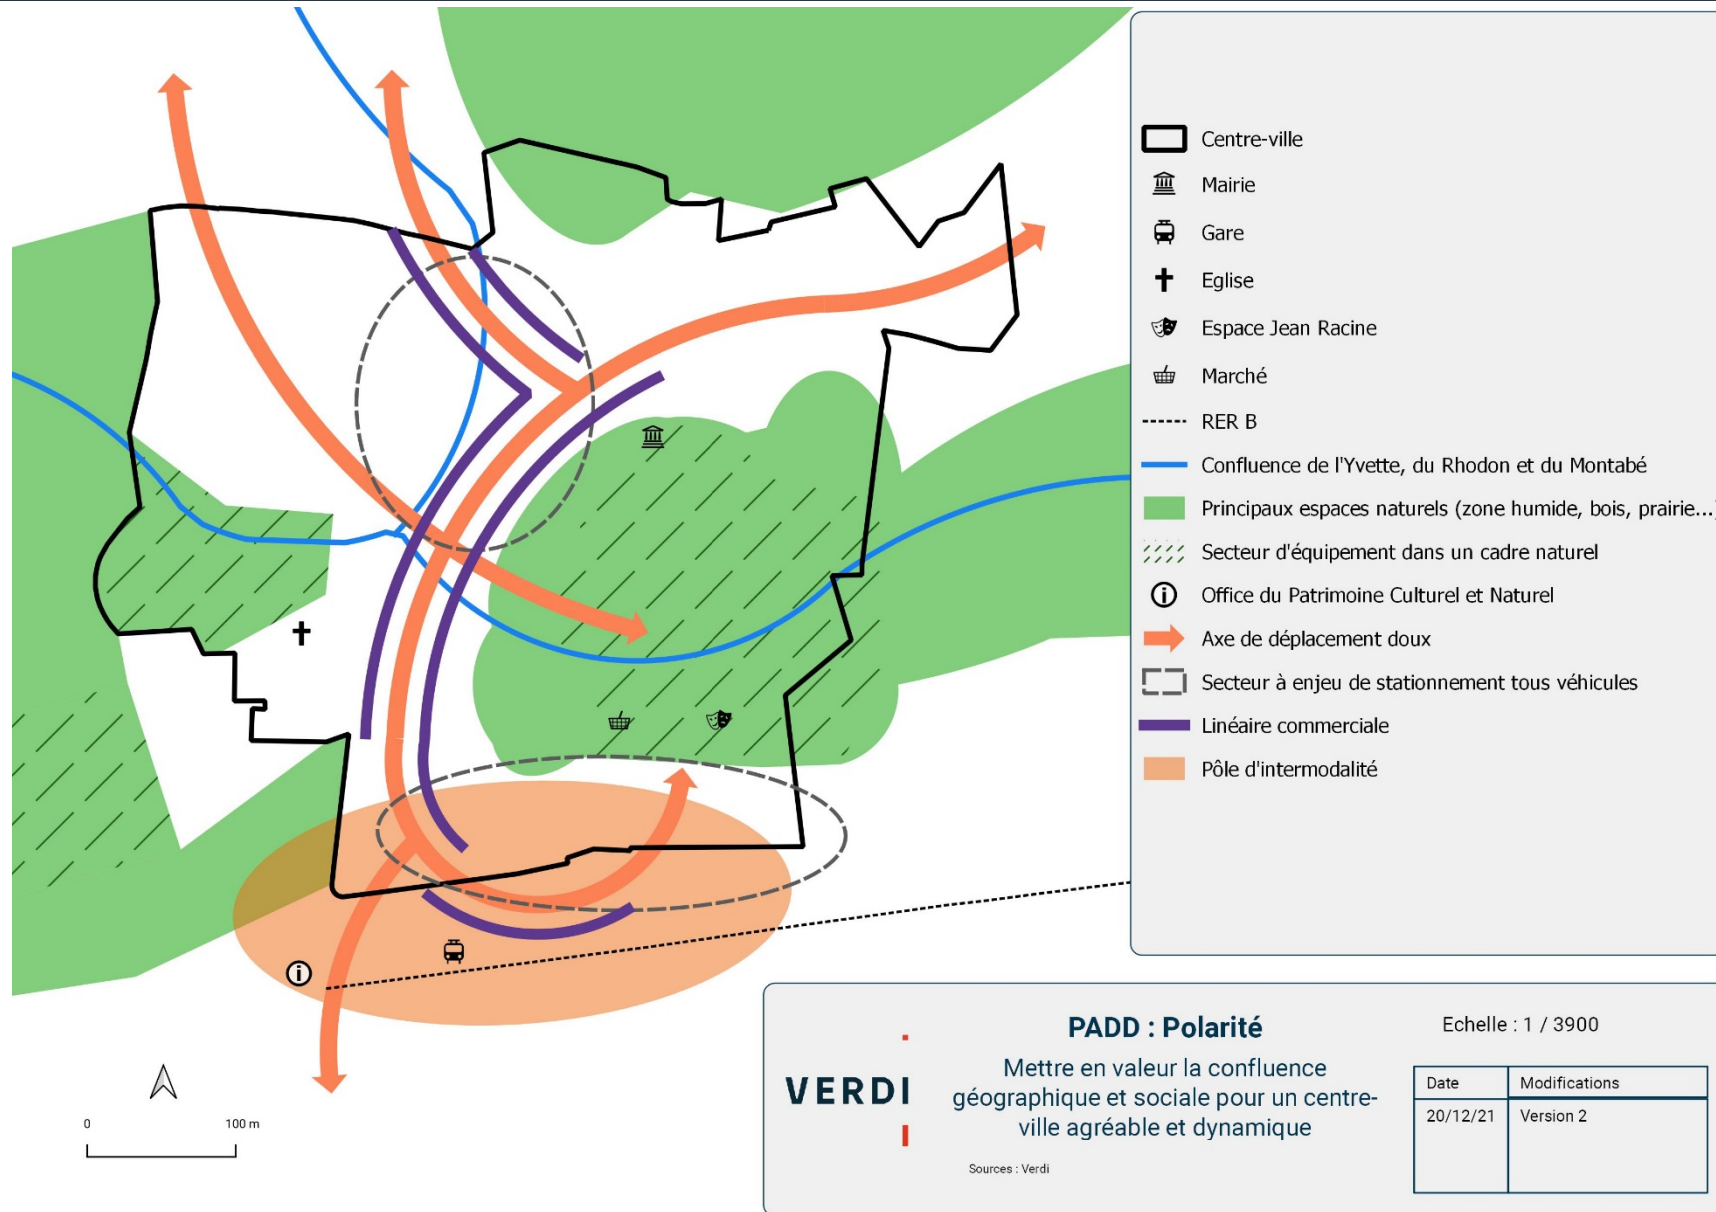 Centre-ville
Mairie
Gare
Eglise
Espace Jean Racine
Marché
RER B
Confluence de l'Yvette, du Rhodon et du Montabé
Principaux espaces naturels (zone humide, bois, prairie...)
Secteur d'équipement dans un cadre naturel
Office du Patrimoine Culturel et Naturel
Axe de déplacement doux
Secteur à enjeu de stationnement tous véhicules
Linéaire commerciale
Pôle d'intermodalité
0 100 m
VERDI
PADD : Polarité
Mettre en valeur la confluence
géographique et sociale pour un centre-
ville agréable et dynamique
Sources : Verdi
Echelle : 1 / 3900
Date Modifications
20/12/21 Version 2